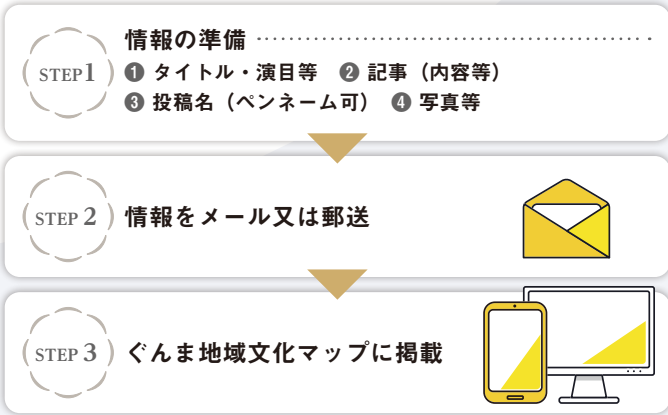 情報の準備
STEP1
❶ タイトル・演目等 ❷ 記事（内容等）
❸ 投稿名（ペンネーム可） ❹ 写真等
STEP 2 情報をメール又は郵送
STEP 3 ぐんま地域文化マップに掲載